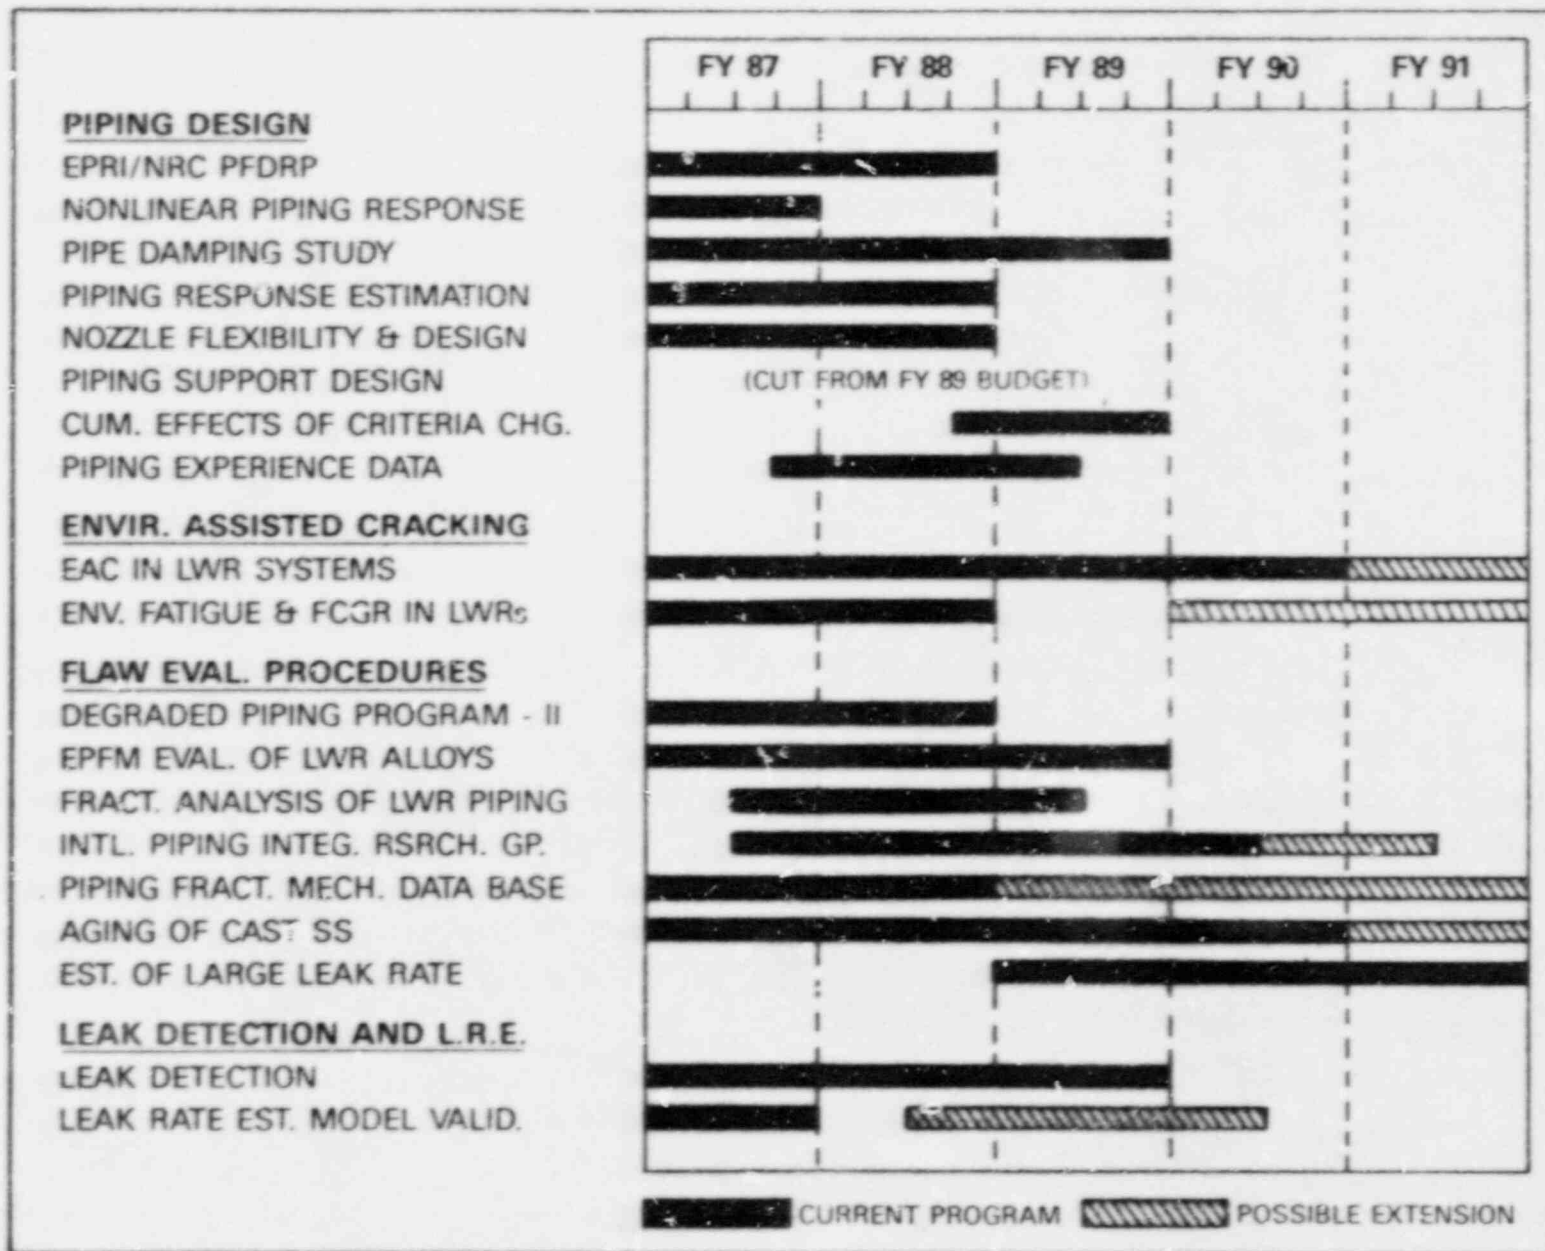 FY 87 FY 88 FY 89 FY 90 FY 91
PIPING DESIGN
EPRI/NRC PFDRP
NONLINEAR PIPING RESPONSE
PIPE DAMPING STUDY
PIPING RESPONSE ESTIMATION
NOZZLE FLEXIBILITY & DESIGN
PIPING SUPPORT DESIGN (CUT FROM FY 89 BUDGET)
CUM. EFFECTS OF CRITERIA CHG.
PIPING EXPERIENCE DATA
ENVIR. ASSISTED CRACKING
EAC IN LWR SYSTEMS
ENV. FATIGUE & FCGR IN LWRs
FLAW EVAL. PROCEDURES
DEGRADED PIPING PROGRAM - II
EPFM EVAL. OF LWR ALLOYS
FRACT. ANALYSIS OF LWR PIPING
INTL. PIPING INTEG. RSRCH. GP.
PIPING FRACT. MECH. DATA BASE
AGING OF CAST SS
EST. OF LARGE LEAK RATE
LEAK DETECTION AND L.R.E.
LEAK DETECTION
LEAK RATE EST. MODEL VALID.
CURRENT PROGRAM POSSIBLE EXTENSION